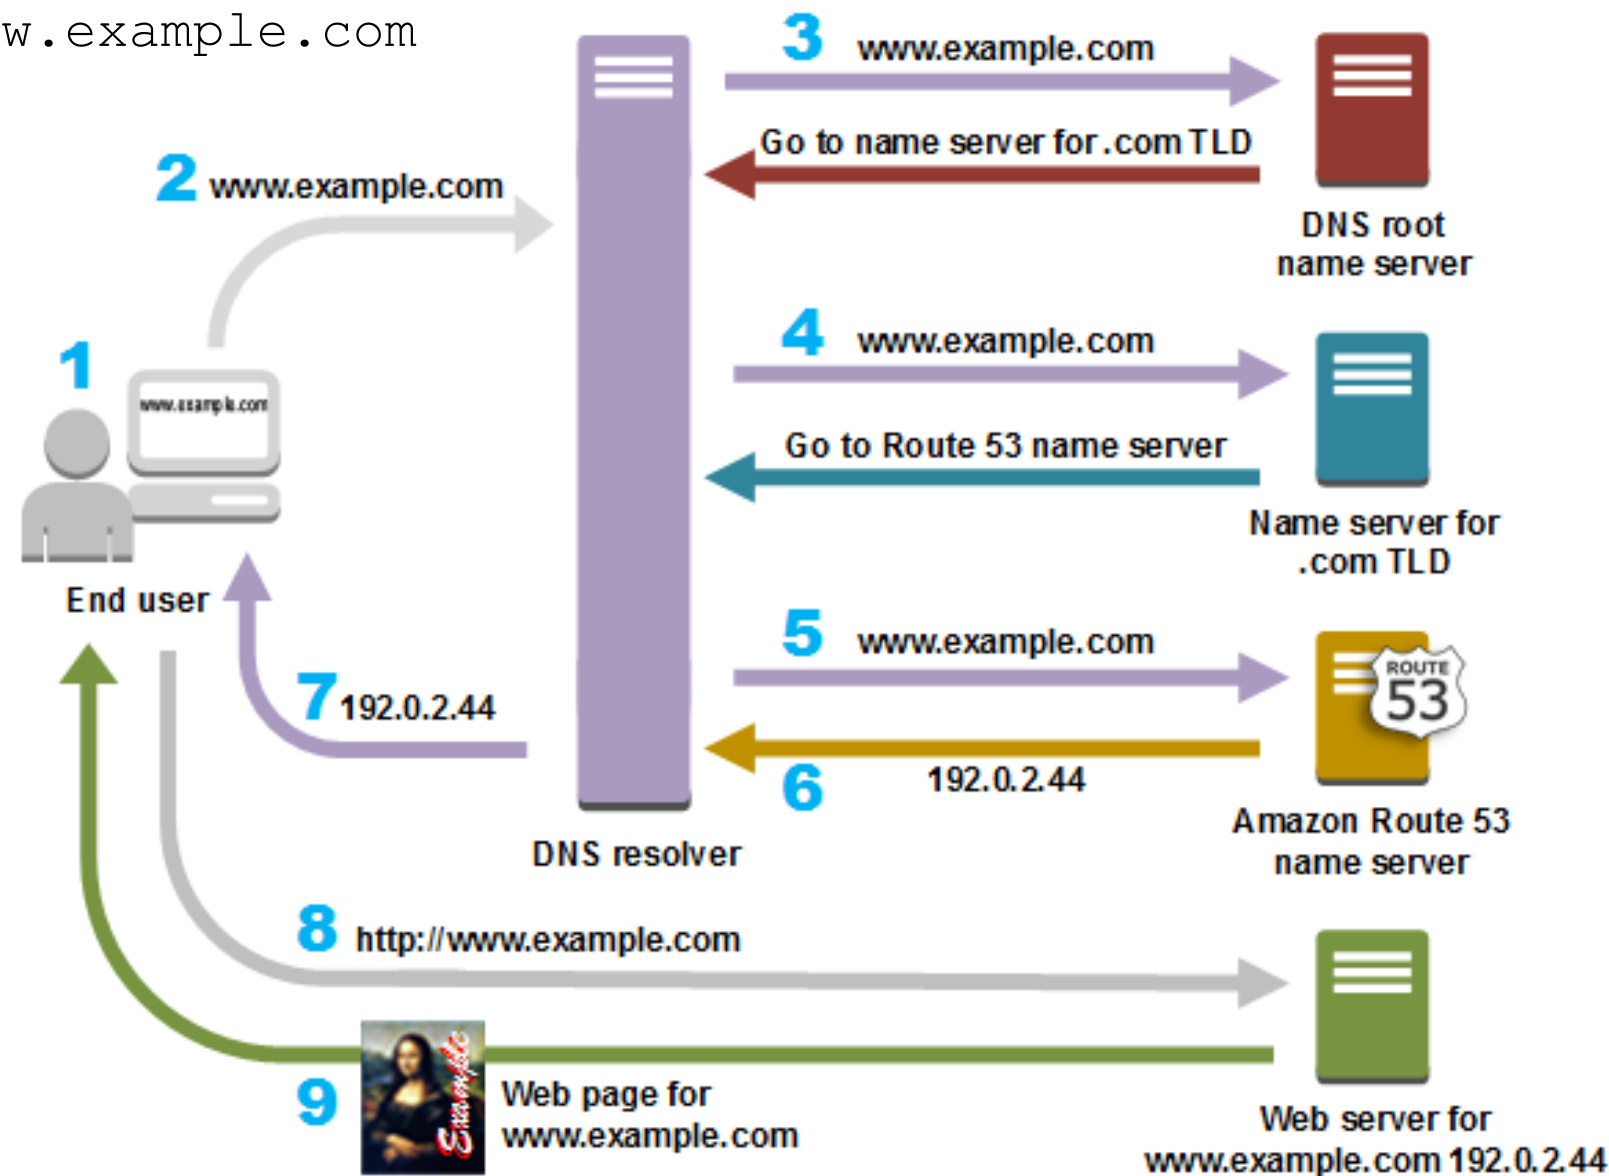 w.example.com
3 www.example.com
Go to name server for .com TLD
DNS root
name server
2 www.example.com
1
www.example.com
End user
4 www.example.com
Go to Route 53 name server
Name server for
.com TLD
5 www.example.com
ROUTE
53
6 192.0.2.44
Amazon Route 53
name server
7 192.0.2.44
DNS resolver
8 http://www.example.com
9
Example
Web page for
www.example.com
Web server for
www.example.com 192.0.2.44